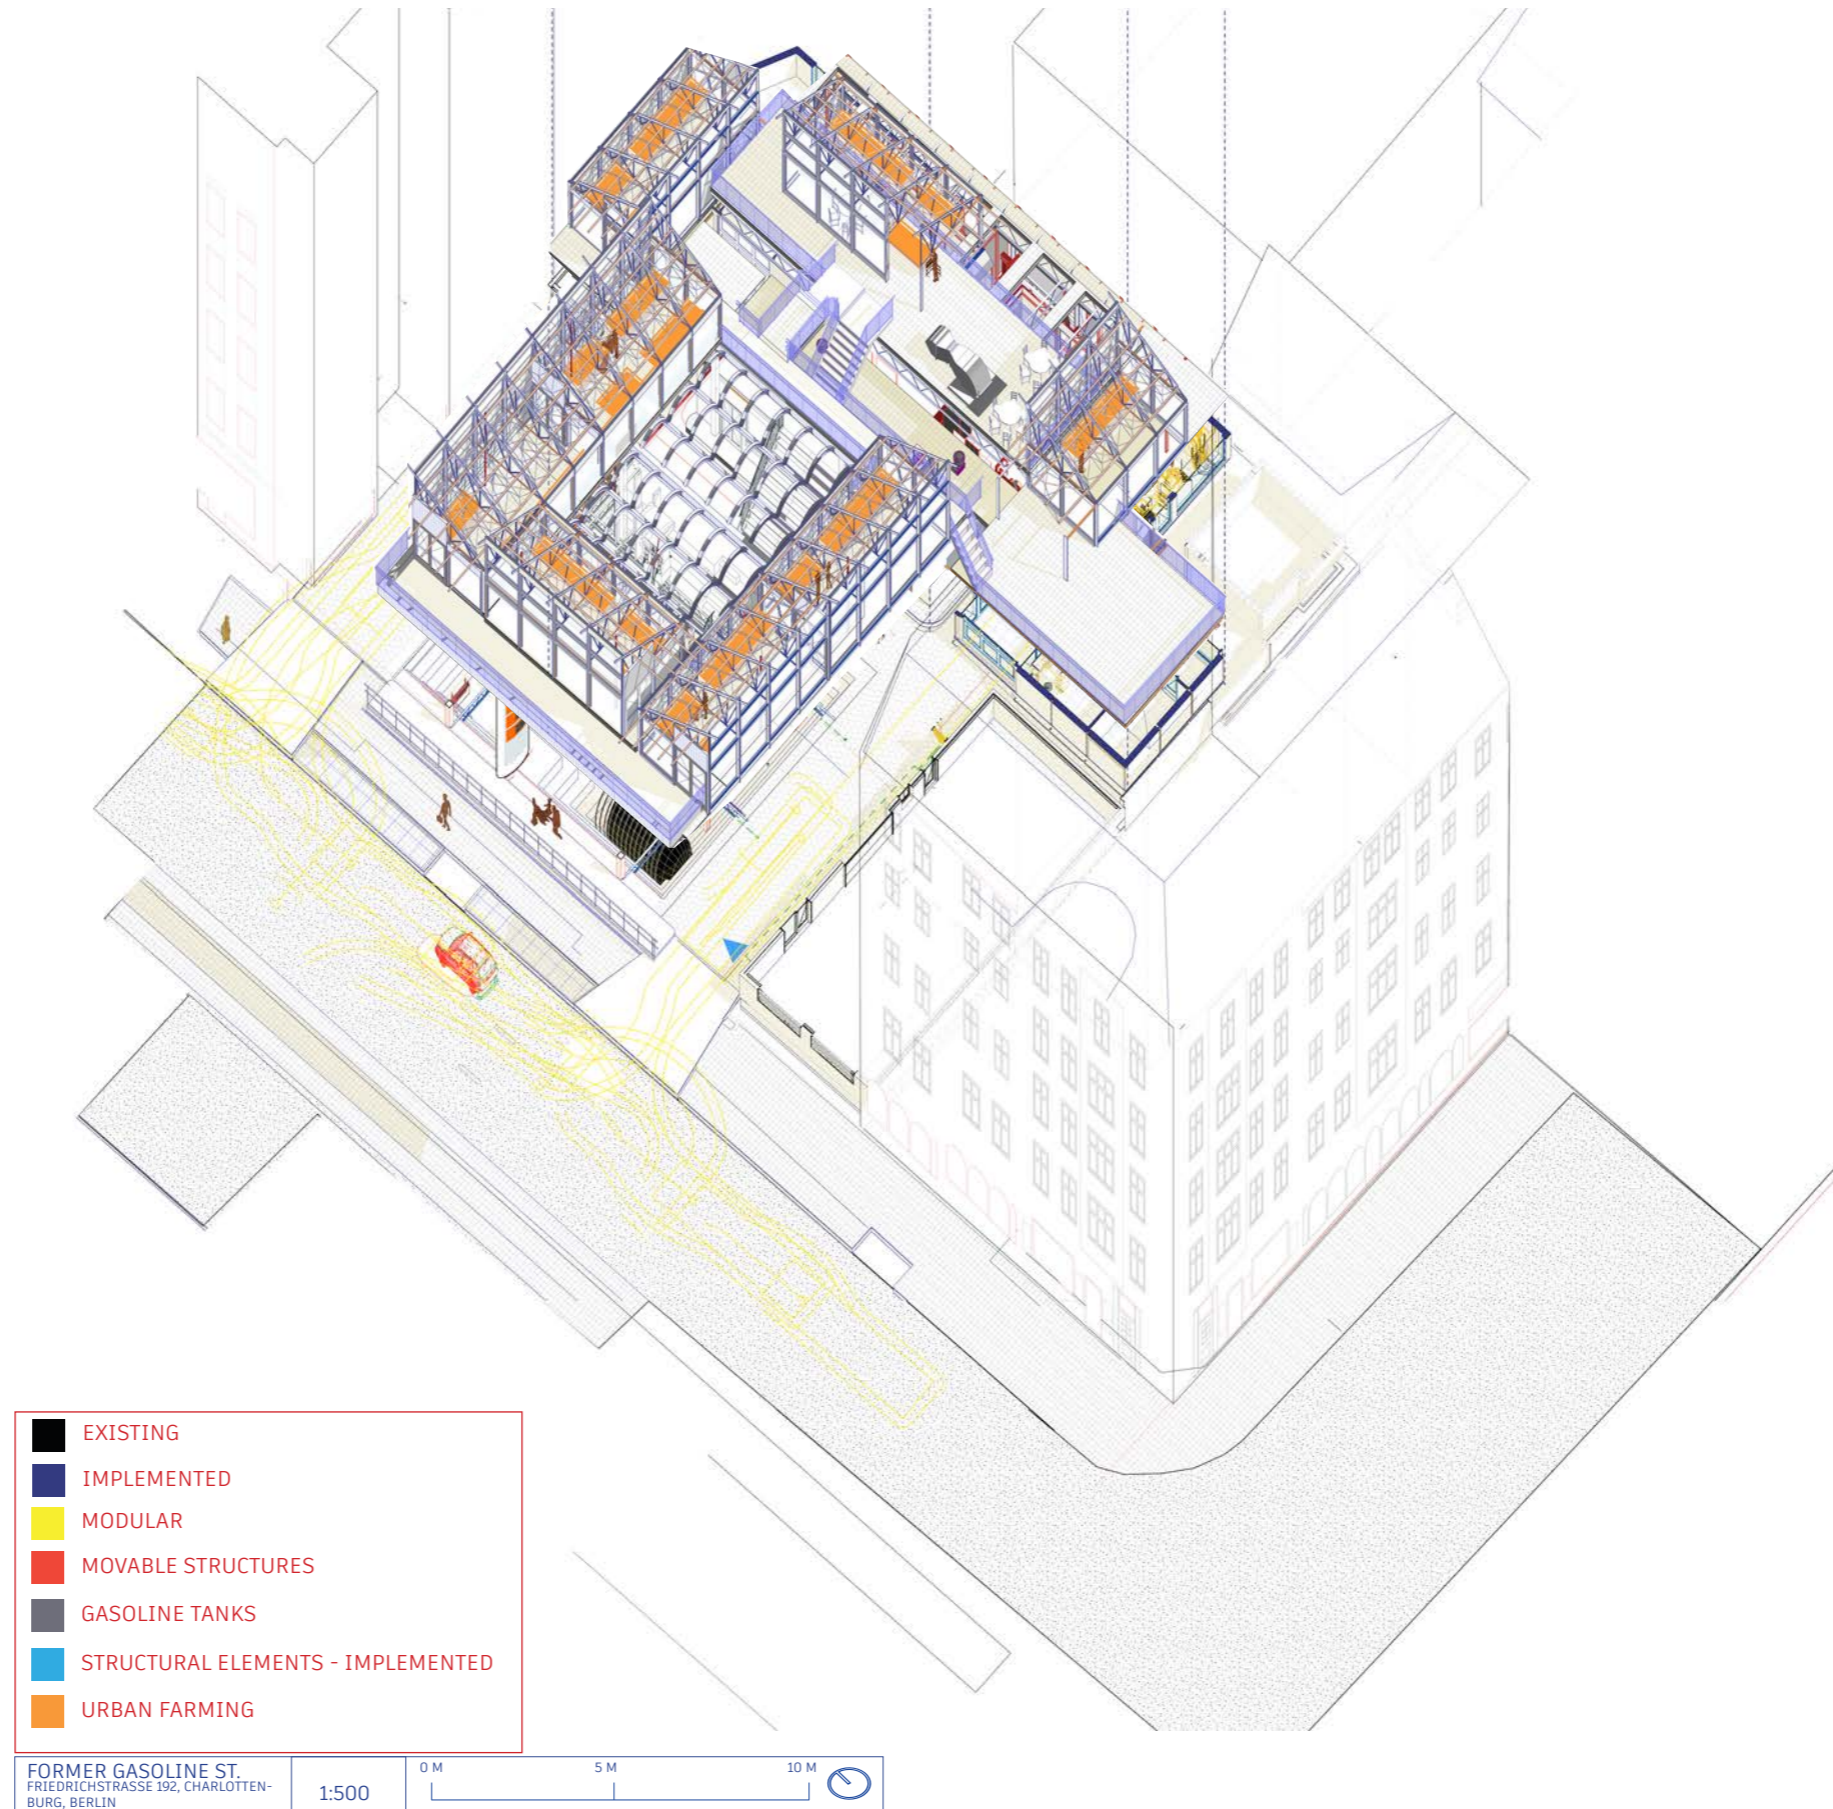 EXISTING
IMPLEMENTED
MODULAR
MOVABLE STRUCTURES
GASOLINE TANKS
STRUCTURAL ELEMENTS - IMPLEMENTED
URBAN FARMING
FORMER GASOLINE ST.
FRIEDRICHSTRASSE 192, CHARLOTTEN-
BURG, BERLIN
1:500
0 M 5 M 10 M